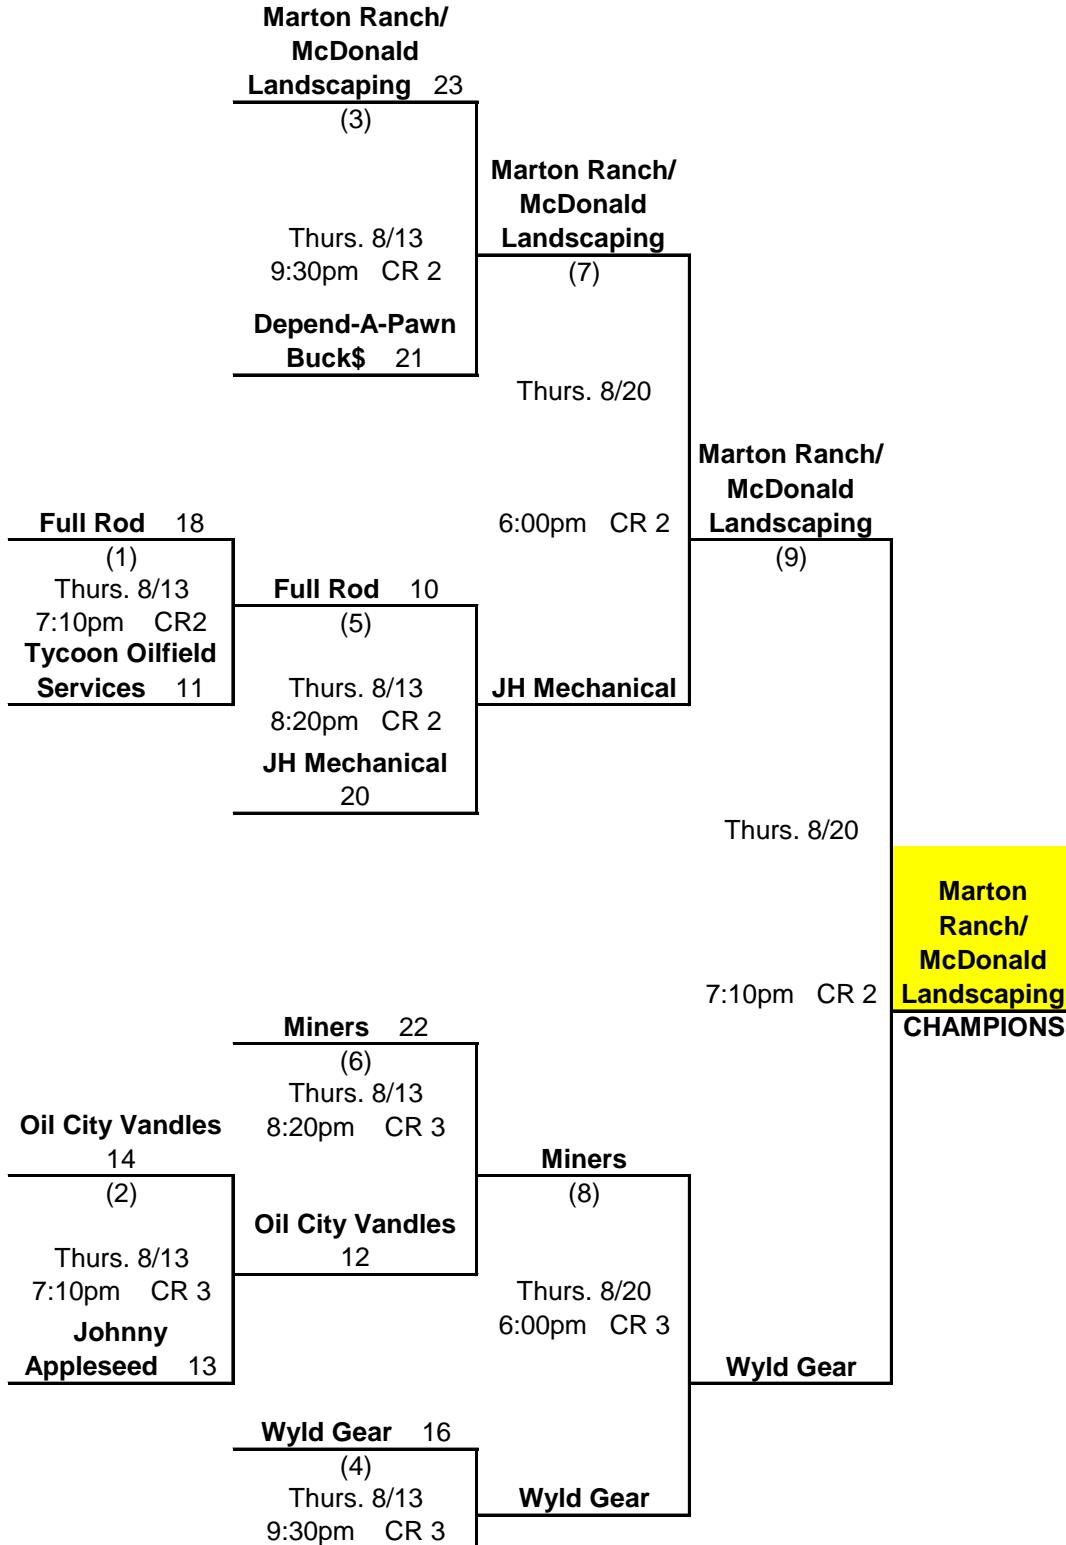 Marton Ranch/
McDonald
Landscaping 23
(3)
Marton Ranch/
McDonald
Landscaping
Thurs. 8/13
9:30pm CR 2
(7)
Depend-A-Pawn
Buck$ 21
Thurs. 8/20
Marton Ranch/
McDonald
Landscaping
Full Rod 18
6:00pm CR 2
(1)
(9)
Thurs. 8/13
7:10pm CR2
Full Rod 10
(5)
Tycoon Oilfield
Services 11
Thurs. 8/13
8:20pm CR 2
JH Mechanical
JH Mechanical
20
Thurs. 8/20
Marton
Ranch/
McDonald
Landscaping
7:10pm CR 2
CHAMPIONS
Miners 22
(6)
Thurs. 8/13
8:20pm CR 3
Oil City Vandles
14
Miners
(2)
(8)
Oil City Vandles
12
Thurs. 8/13
7:10pm CR 3
Thurs. 8/20
6:00pm CR 3
Johnny
Appleseed 13
Wyld Gear
Wyld Gear 16
(4)
Thurs. 8/13
9:30pm CR 3
Wyld Gear